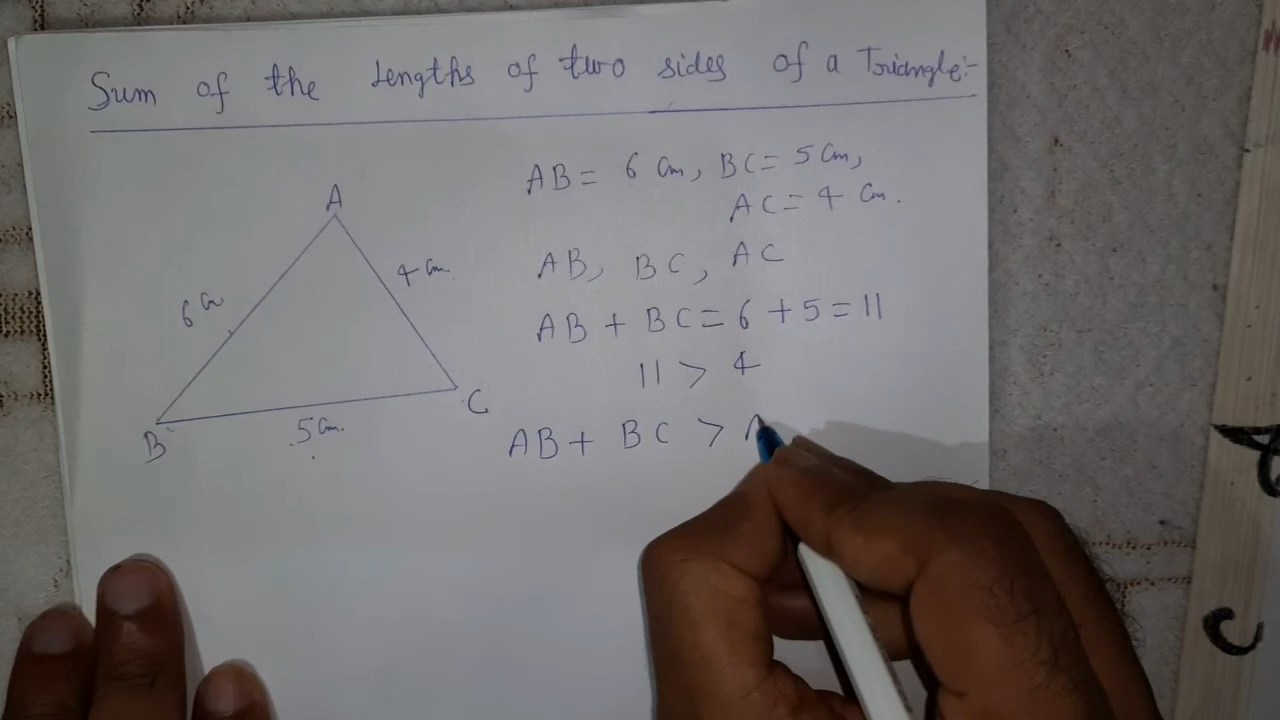 Sum of the Lengths of two sides of a Triangle:-
AB = 6 Cm, BC = 5 Cm,
AC = 4 Cm.
A
4 cm
6 Cm
B
5 Cm.
C
AB, BC, AC
AB + BC = 6 + 5 = 11
11 > 4
AB + BC >
C